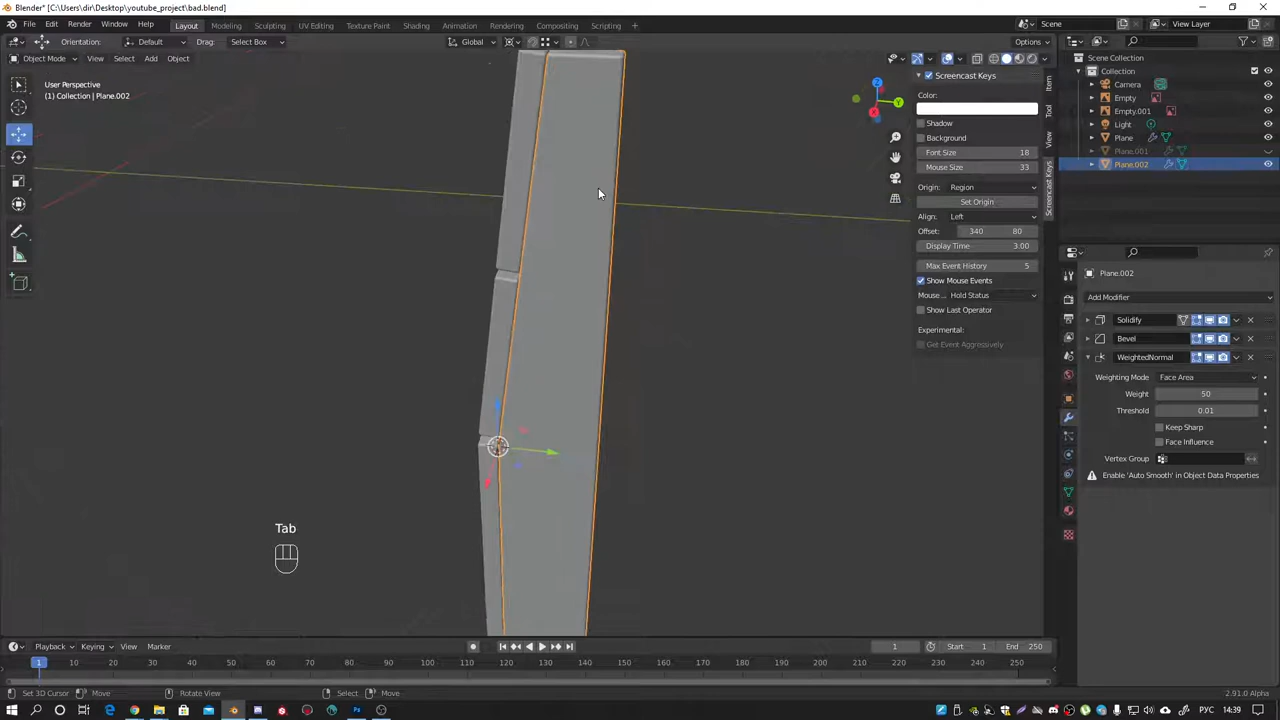 Blender* [C:\Users\dir\Desktop\youtube_project\bad.blend]
File Edit Render Window Help Layout Modeling Sculpting UV Editing Texture Paint Shading Animation Rendering Compositing Scripting Scene View Layer
Orientation: Default Drag: Select Box Global Options
Object Mode View Select Add Object
User Perspective
(1) Collection | Plane.002
Screencast Keys
Color:
Shadow
Background
Font Size 18
Mouse Size 33
Origin: Region
Set Origin
Align: Left
Offset: 340 80
Display Time 3.00
Max Event History 5
Show Mouse Events
Mouse... Hold Status
Show Last Operator
Experimental:
Get Event Aggressively
Item
Tool
View
Screencast Keys
Scene Collection
Collection
Camera
Empty
Empty.001
Light
Plane
Plane.001
Plane.002
Plane.002
Add Modifier
Solidify
Bevel
WeightedNormal
Weighting Mode Face Area
Weight 50
Threshold 0.01
Keep Sharp
Face Influence
Vertex Group
Enable 'Auto Smooth' in Object Data Properties
Tab
Playback Keying View Marker 1 Start 1 End 250
1 10 20 30 40 50 60 70 80 90 100 110 120 130 140 150 160 170 180 190 200 210 220 230 240 250
Set 3D Cursor Move Rotate View Select Move 2.91.0 Alpha
РУС 14:39